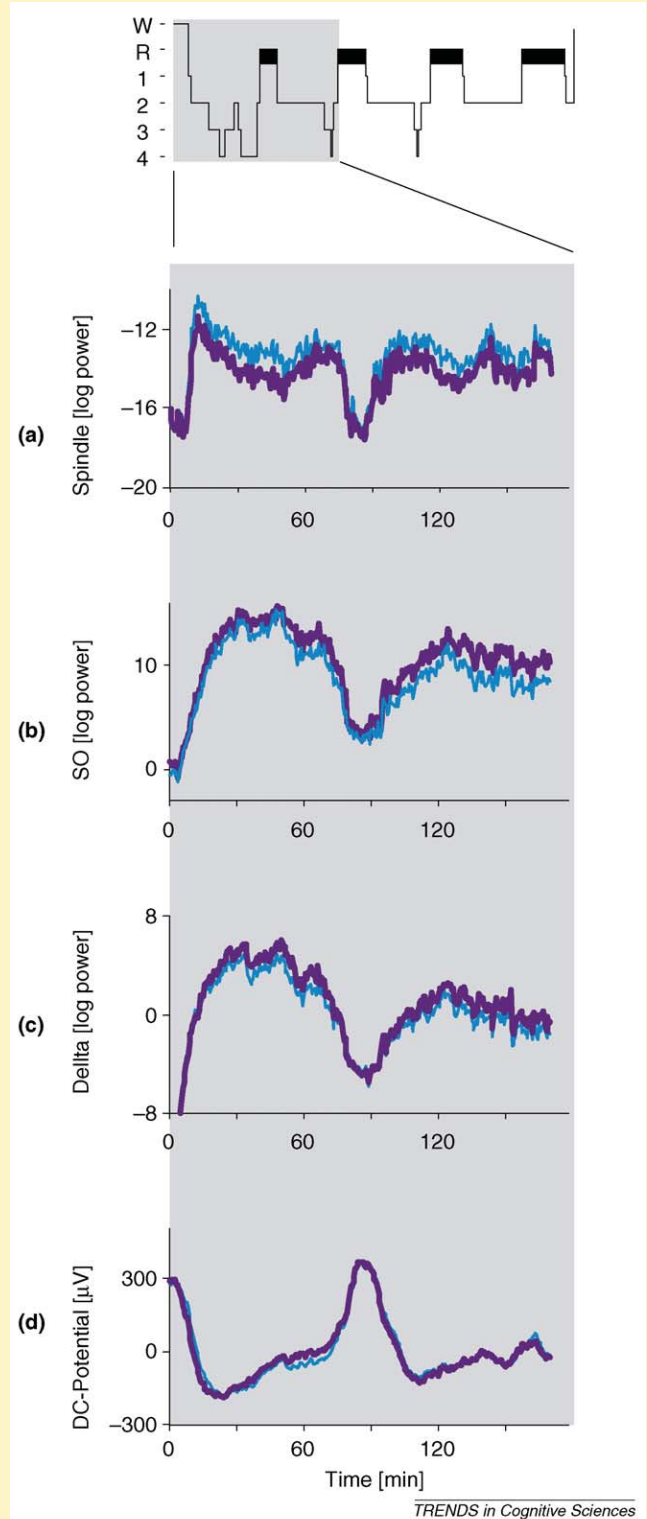 W
R
1
2
3
4
(a)
Spindle [log power]
−12
−16
−20
0 60 120
(b)
SO [log power]
10
0
0 60 120
(c)
Dellta [log power]
8
0
−8
0 60 120
(d)
DC-Potential [µV]
300
0
−300
0 60 120
Time [min]
TRENDS in Cognitive Sciences